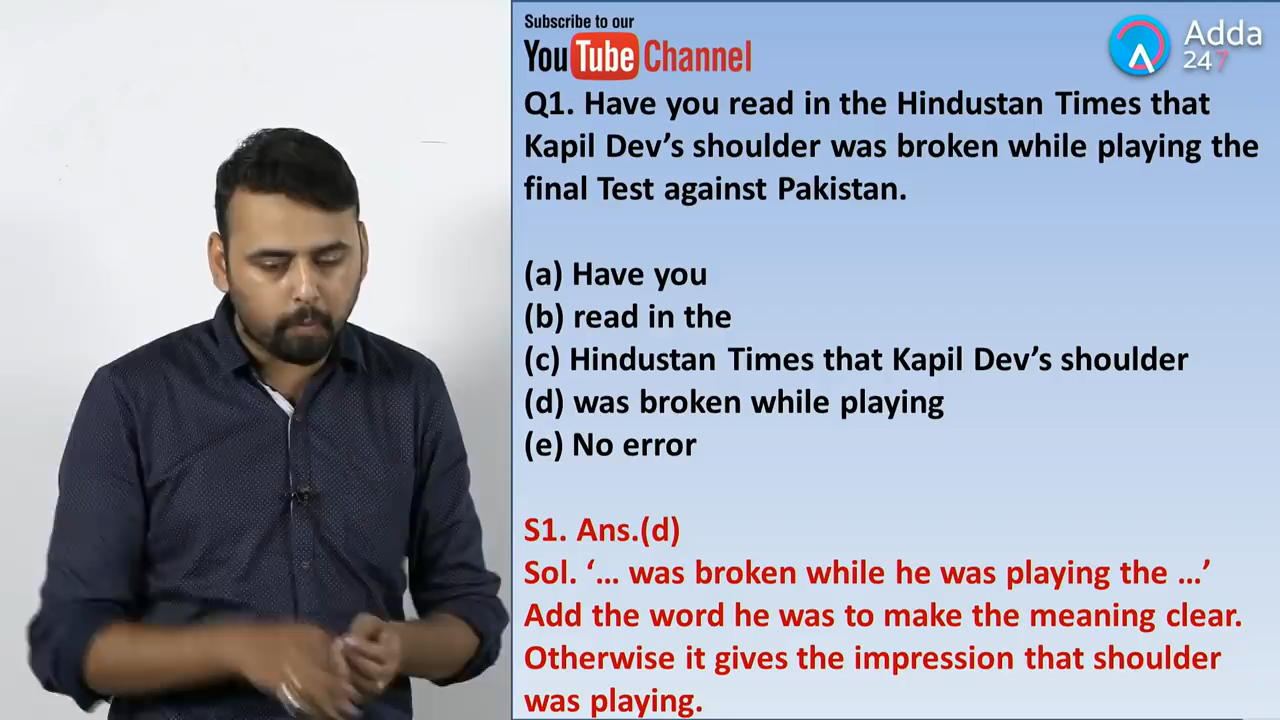 Subscribe to our
YouTube Channel
Adda
247
Q1. Have you read in the Hindustan Times that
Kapil Dev’s shoulder was broken while playing the
final Test against Pakistan.
(a) Have you
(b) read in the
(c) Hindustan Times that Kapil Dev’s shoulder
(d) was broken while playing
(e) No error
S1. Ans.(d)
Sol. ‘… was broken while he was playing the …’
Add the word he was to make the meaning clear.
Otherwise it gives the impression that shoulder
was playing.